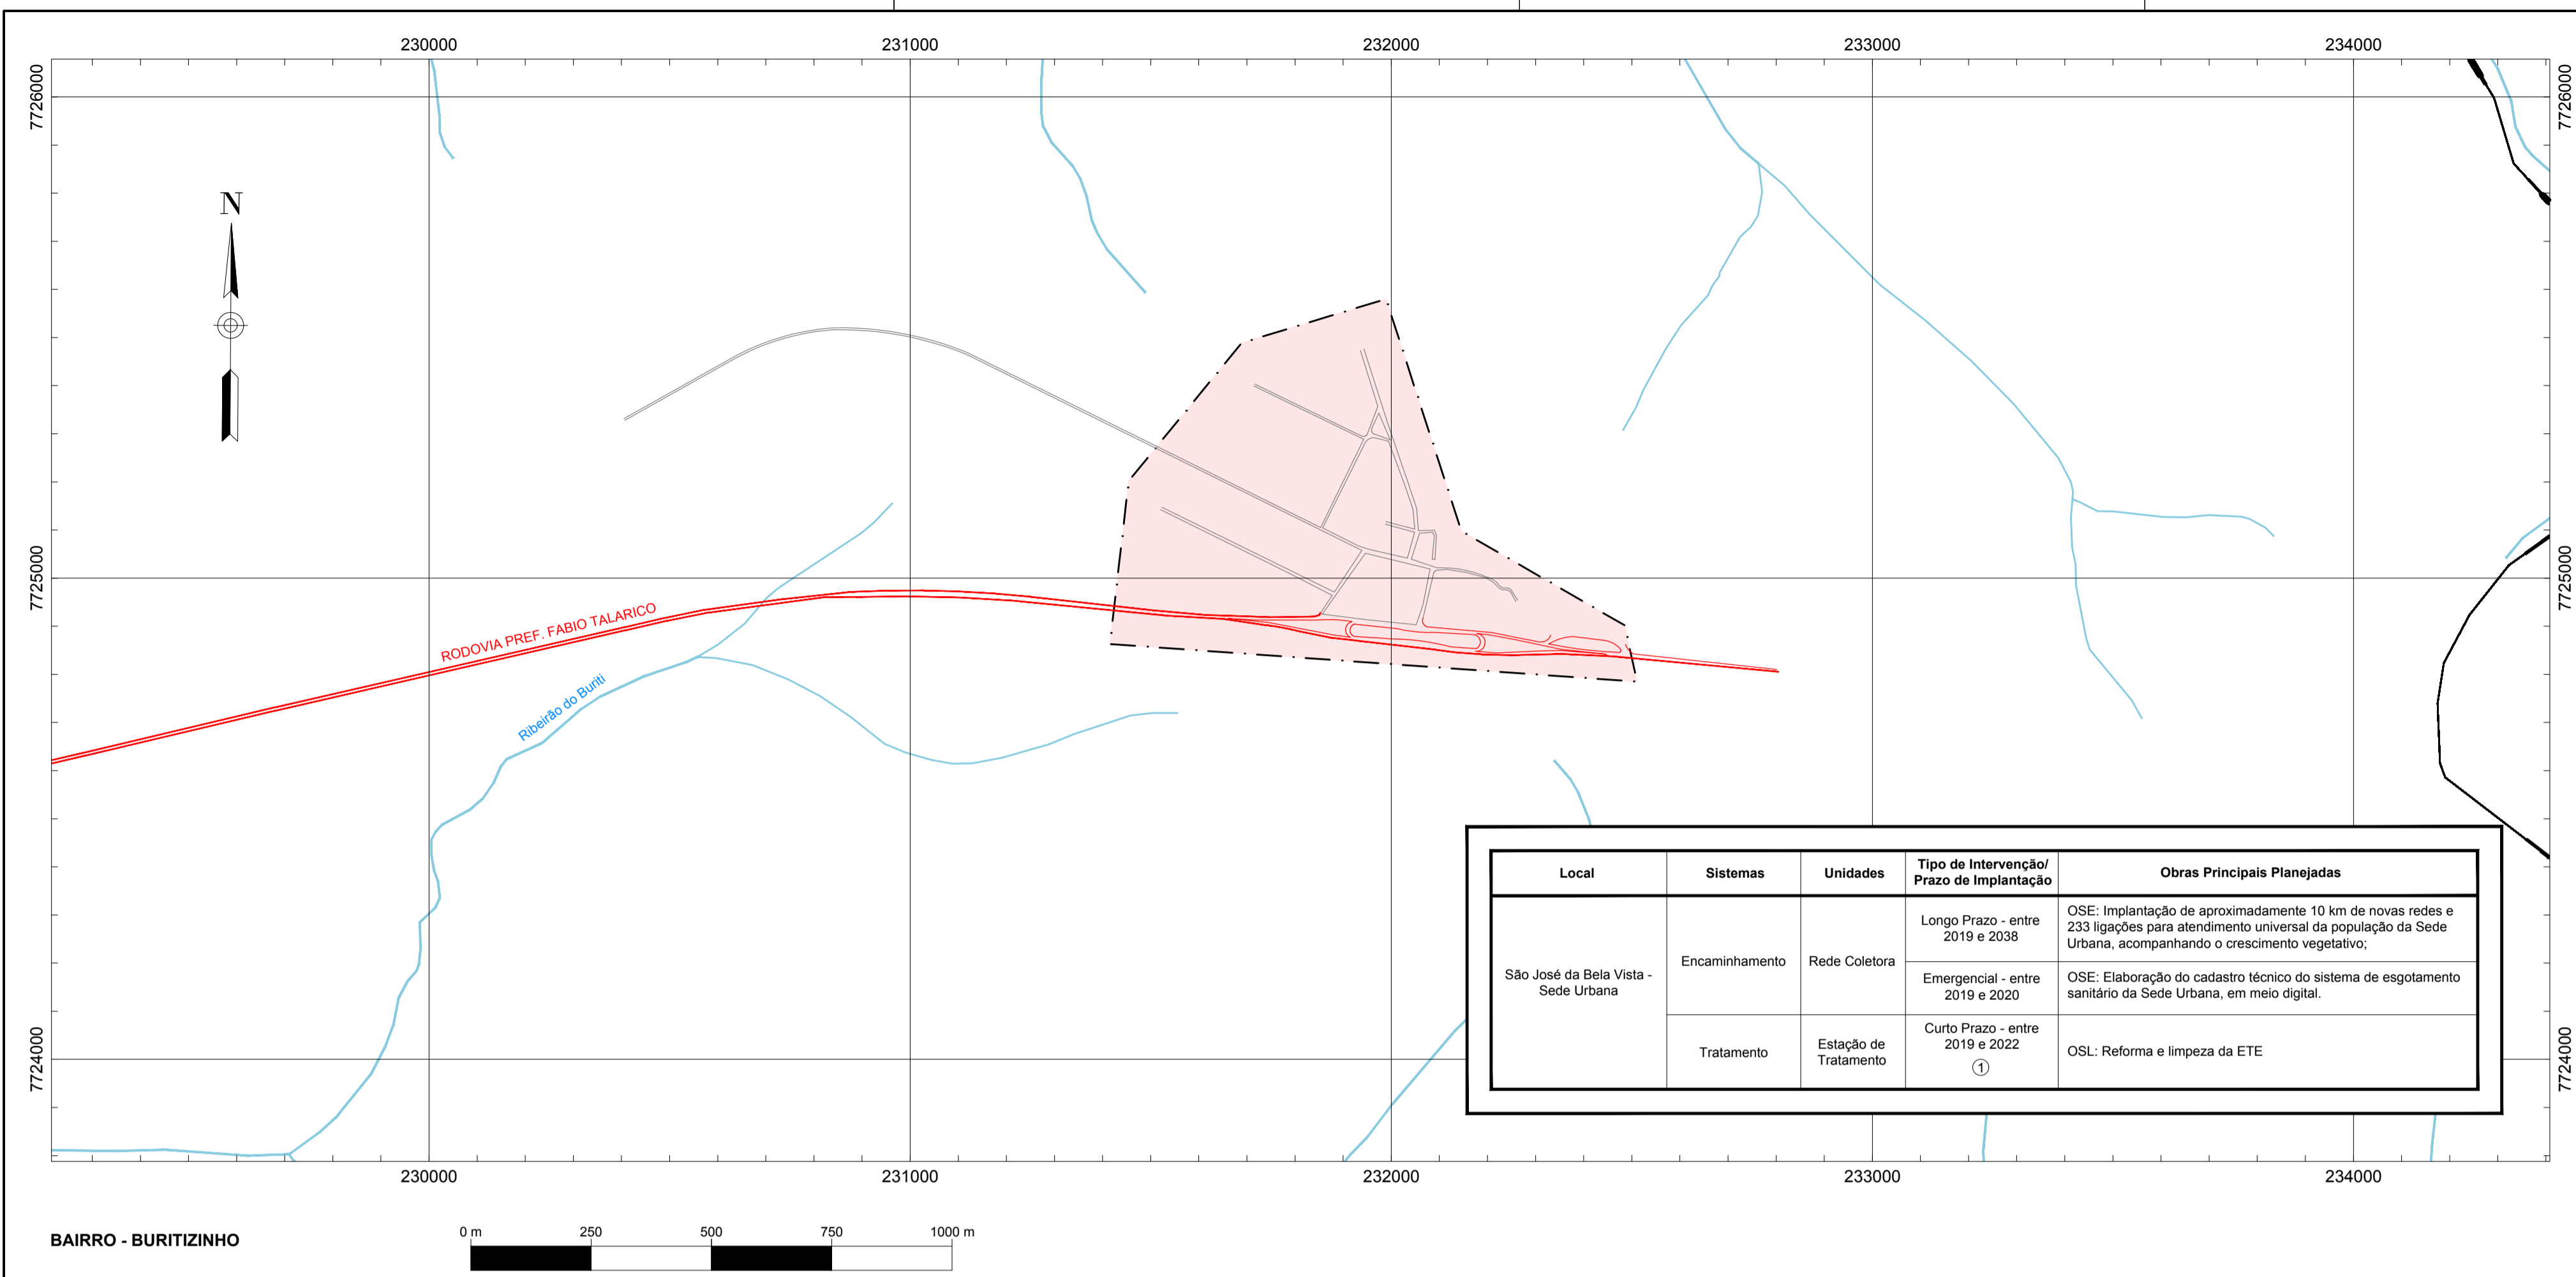 230000
231000
232000
233000
234000
7726000
7726000
N
7725000
7725000
RODOVIA PREF. FABIO TALARICO
Ribeirão do Buriti
Local
Sistemas
Unidades
Tipo de Intervenção/
Prazo de Implantação
Obras Principais Planejadas
São José da Bela Vista -
Sede Urbana
Encaminhamento
Rede Coletora
Longo Prazo - entre
2019 e 2038
OSE: Implantação de aproximadamente 10 km de novas redes e
233 ligações para atendimento universal da população da Sede
Urbana, acompanhando o crescimento vegetativo;
Emergencial - entre
2019 e 2020
OSE: Elaboração do cadastro técnico do sistema de esgotamento
sanitário da Sede Urbana, em meio digital.
Tratamento
Estação de
Tratamento
Curto Prazo - entre
2019 e 2022
1
OSL: Reforma e limpeza da ETE
7724000
7724000
230000
231000
232000
233000
234000
BAIRRO - BURITIZINHO
0 m
250
500
750
1000 m